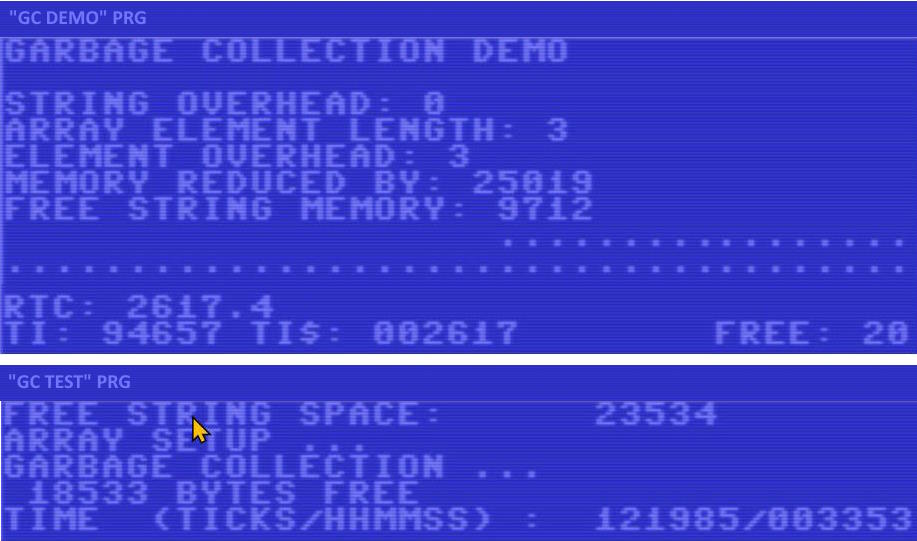 "GC DEMO" PRG
GARBAGE COLLECTION DEMO
STRING OVERHEAD: 0
ARRAY ELEMENT LENGTH: 3
ELEMENT OVERHEAD: 3
MEMORY REDUCED BY: 25019
FREE STRING MEMORY: 9712
.................
.....................................
RTC: 2617.4
TI: 94657 TI$: 002617 FREE: 20
"GC TEST" PRG
FREE STRING SPACE: 23534
ARRAY SETUP ...
GARBAGE COLLECTION ...
18533 BYTES FREE
TIME (TICKS/HHMMSS) : 121985/003353